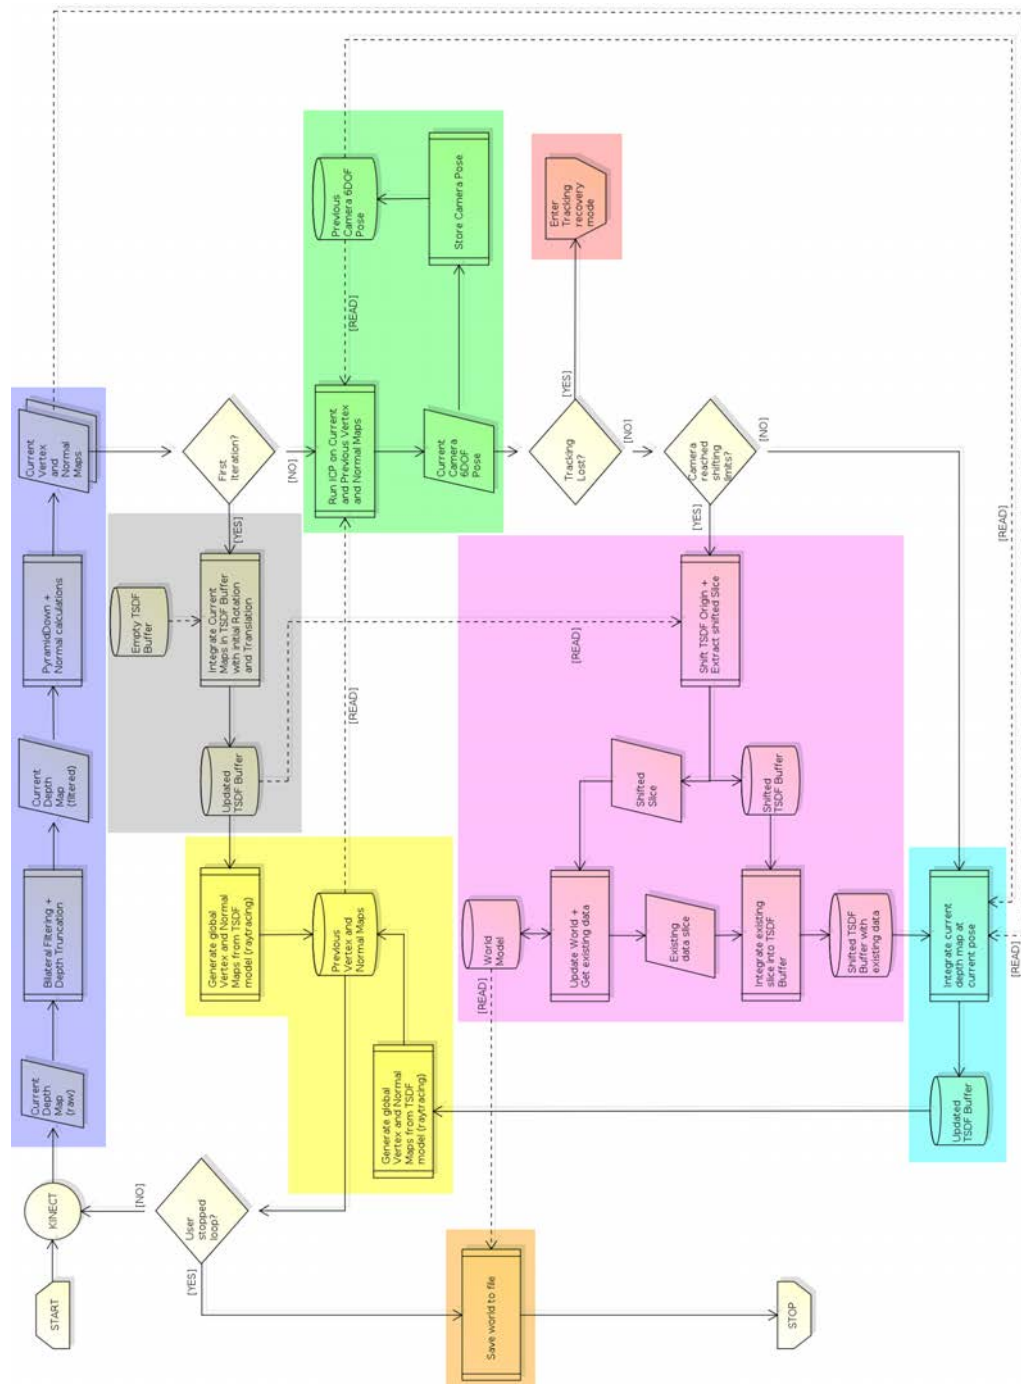 START
KINECT
Current
Depth
Map
(raw)
Bilateral Filtering +
Depth Truncation
Current
Depth
Map
(filtered)
PyramidDown +
Normal calculations
Current
Vertex
and
Normal
Maps
User
stopped
loop?
[NO]
[YES]
Generate global
Vertex and Normal
Maps from TSDF
model (raytracing)
Updated
TSDF Buffer
Empty TSDF
Buffer
Integrate Current
Maps in TSDF Buffer
with initial Rotation
and Translation
[YES]
First
Iteration?
[NO]
Generate global
Vertex and Normal
Maps from TSDF
model (raytracing)
Previous
Vertex and
Normal Maps
[READ]
Run ICP on Current
and Previous Vertex
and Normal Maps
[READ]
Previous
Camera 6DOF
Pose
Current
Camera
6DOF
Pose
Store Camera Pose
Save world to file
[READ]
World
Model
Tracking
Lost?
[YES]
[NO]
Enter
Tracking
recovery
mode
Update World +
Get existing data
Shifted
Slice
[READ]
Shift TSDF Origin +
Extract shifted Slice
[YES]
Camera
reached
shifting
limits?
[NO]
Existing
data slice
Integrate existing
slice into TSDF
Buffer
Shifted
TSDF Buffer
Shifted TSDF
Buffer with
existing data
STOP
Updated
TSDF Buffer
Integrate current
depth map at
current pose
[READ]
[READ]